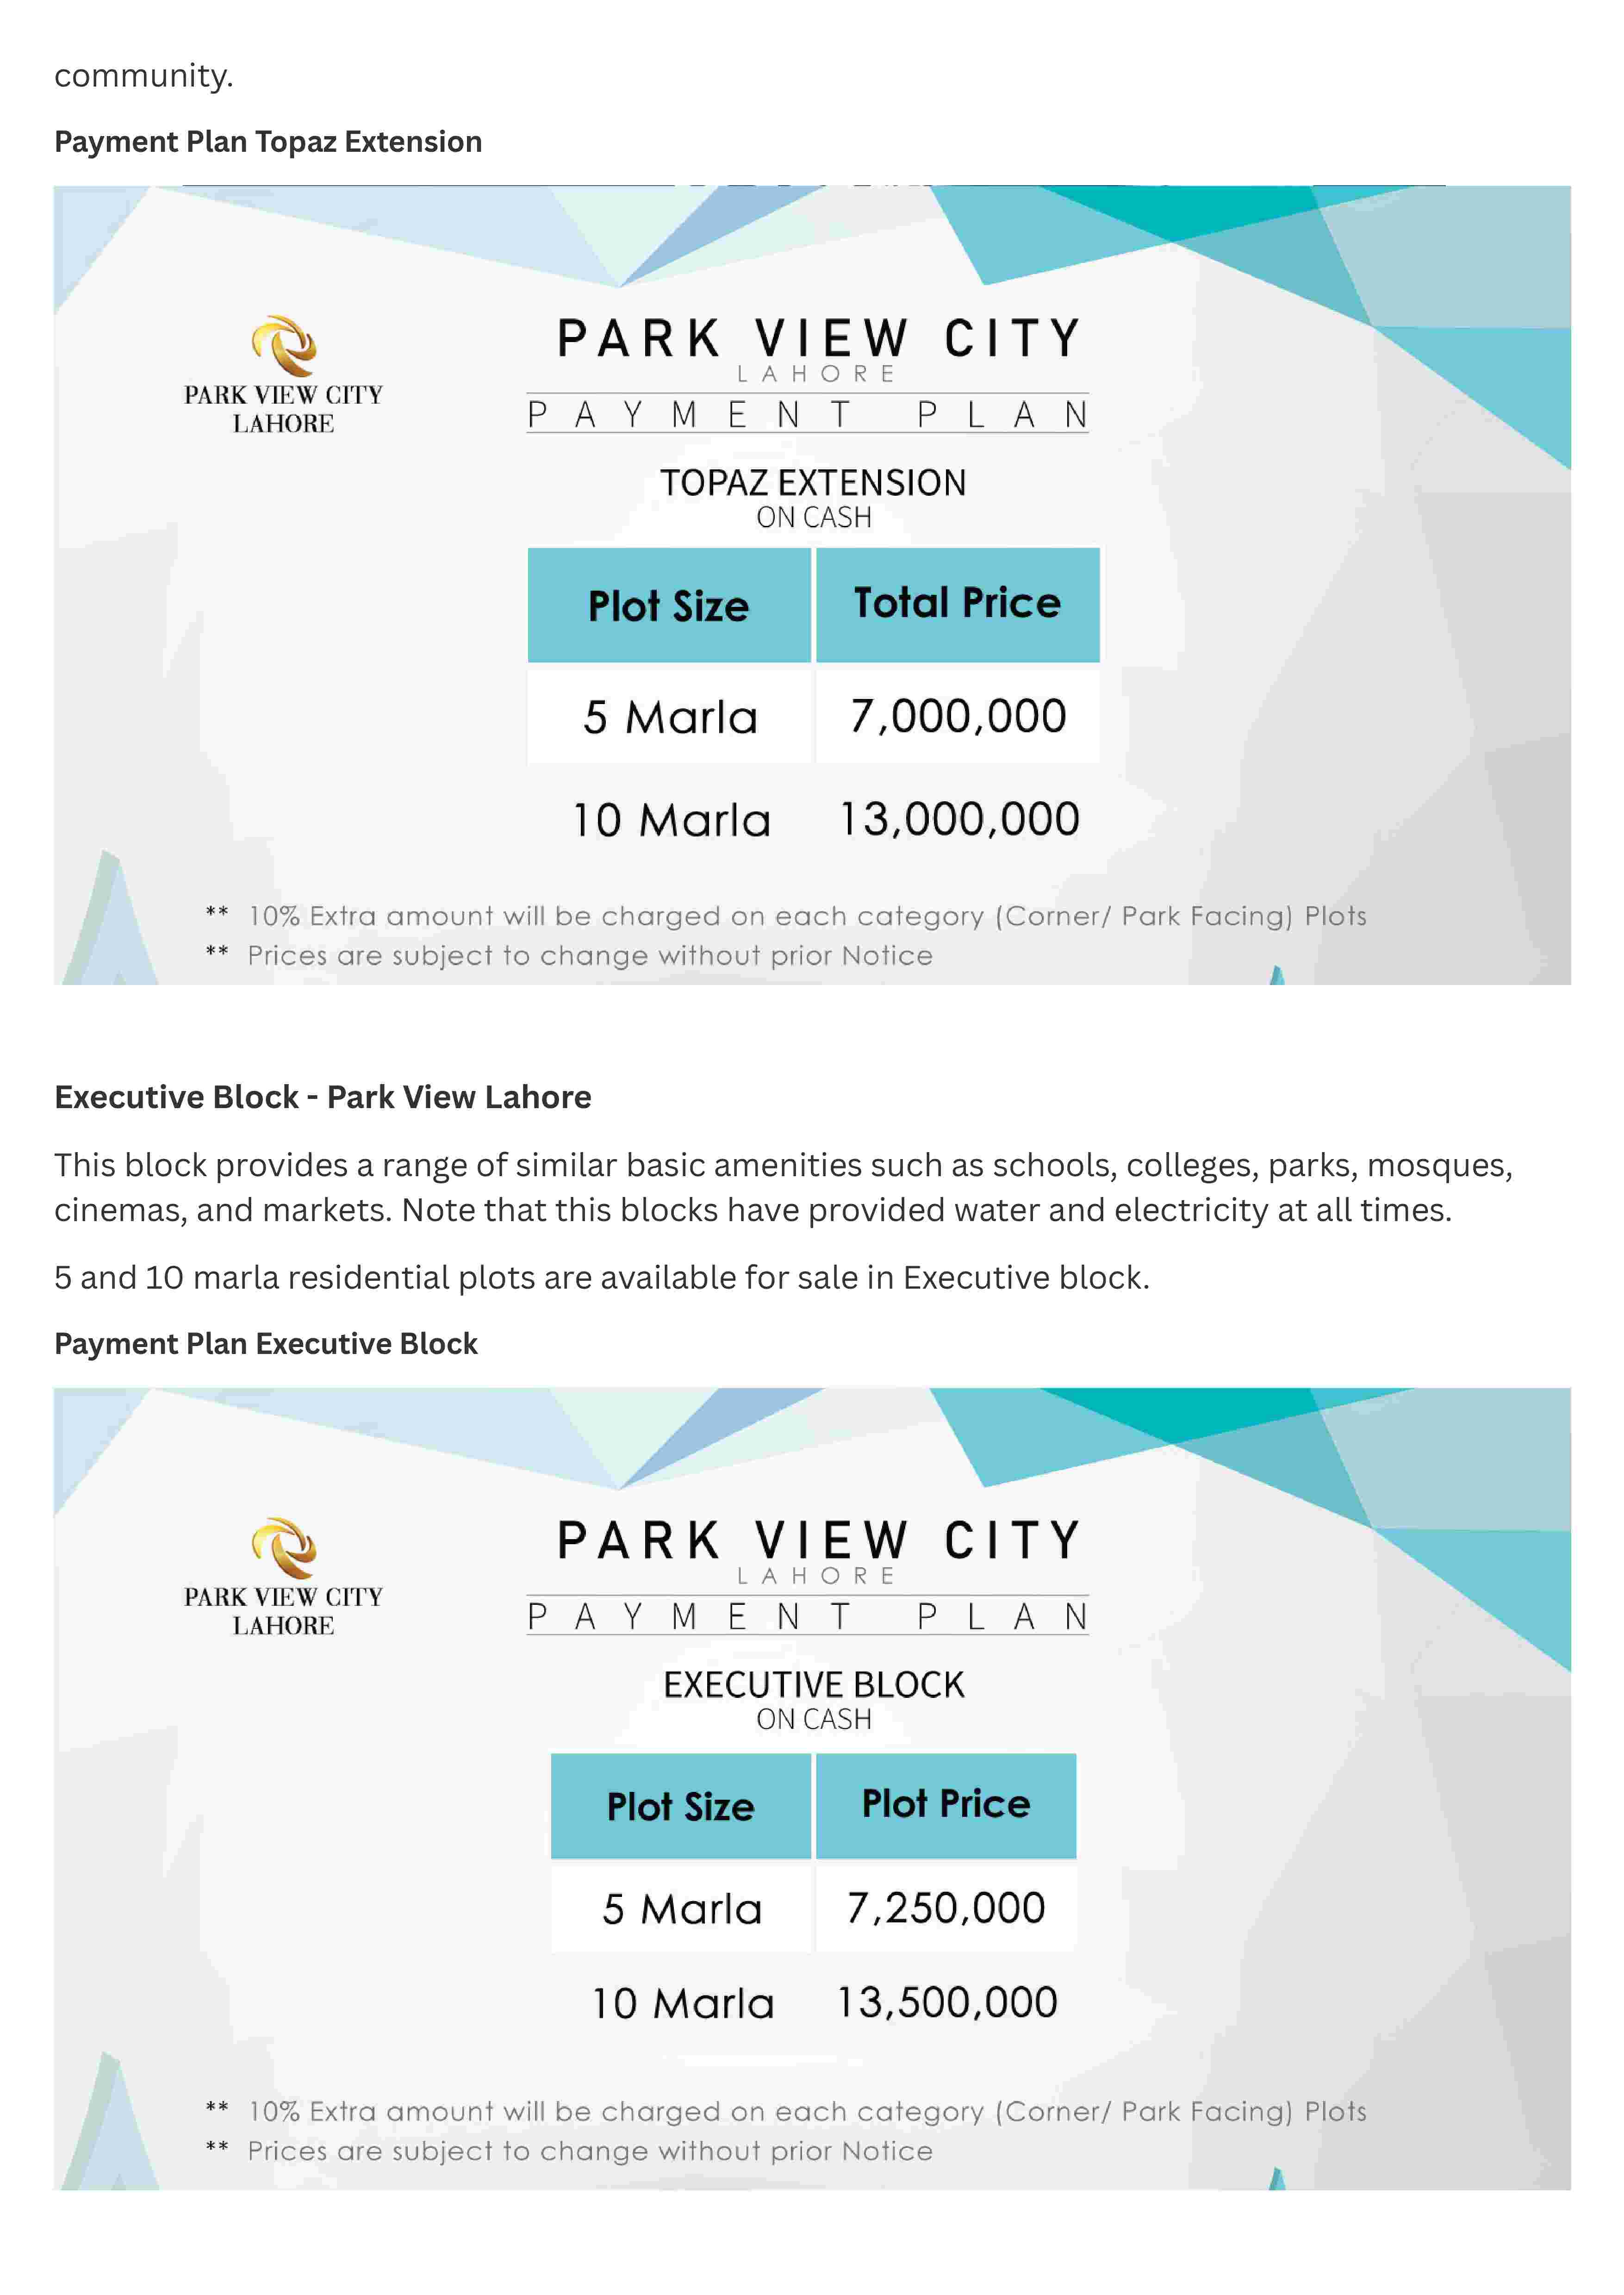 community.
Payment Plan Topaz Extension
PARK VIEW CITY
LAHORE
PARK VIEW CITY
LAHORE
PAYMENT PLAN
TOPAZ EXTENSION
ON CASH
Plot Size Total Price
5 Marla 7,000,000
10 Marla 13,000,000
** 10% Extra amount will be charged on each category (Corner/ Park Facing) Plots
** Prices are subject to change without prior Notice
Executive Block - Park View Lahore
This block provides a range of similar basic amenities such as schools, colleges, parks, mosques,
cinemas, and markets. Note that this blocks have provided water and electricity at all times.
5 and 10 marla residential plots are available for sale in Executive block.
Payment Plan Executive Block
PARK VIEW CITY
LAHORE
PARK VIEW CITY
LAHORE
PAYMENT PLAN
EXECUTIVE BLOCK
ON CASH
Plot Size Plot Price
5 Marla 7,250,000
10 Marla 13,500,000
** 10% Extra amount will be charged on each category (Corner/ Park Facing) Plots
** Prices are subject to change without prior Notice